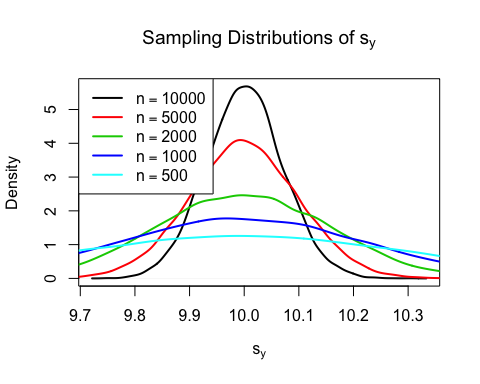 Sampling Distributions of sy
n = 10000
n = 5000
n = 2000
n = 1000
n = 500
Density
5
4
3
2
1
0
9.7 9.8 9.9 10.0 10.1 10.2 10.3
sy